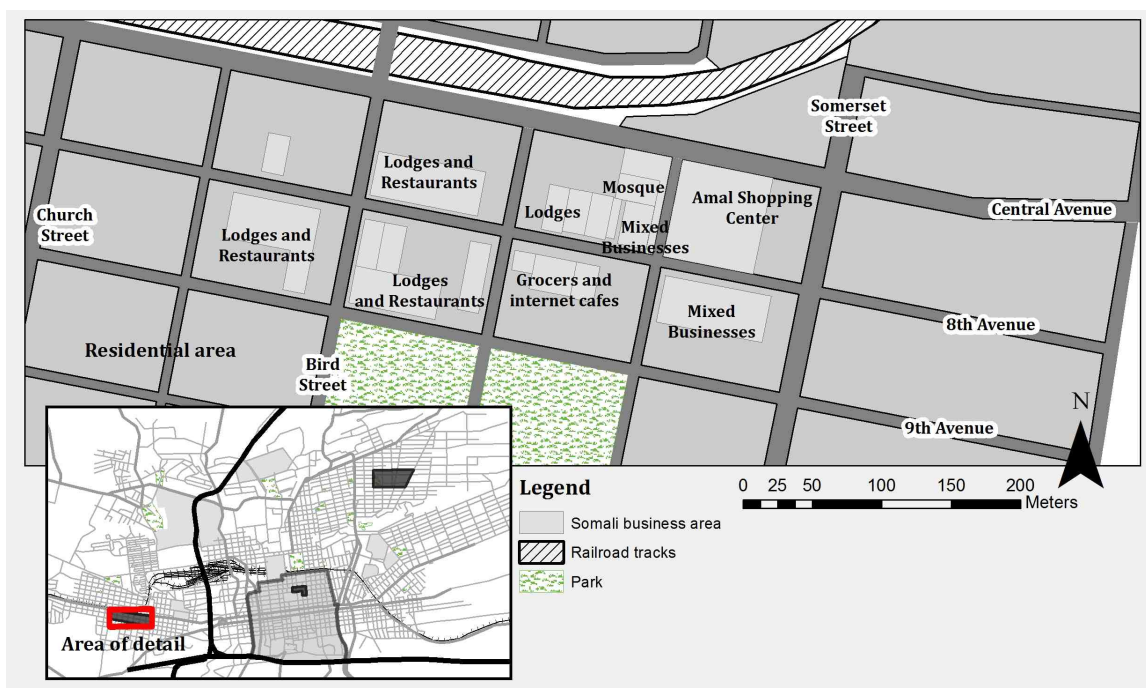 Somerset
Street
Lodges and
Restaurants
Mosque
Amal Shopping
Center
Church
Street
Lodges
Central Avenue
Lodges and
Restaurants
Mixed
Businesses
Lodges
and Restaurants
Grocers and
internet cafes
Mixed
Businesses
8th Avenue
Residential area
Bird
Street
N
9th Avenue
Area of detail
Legend
Somali business area
Railroad tracks
Park
0 25 50 100 150 200
Meters